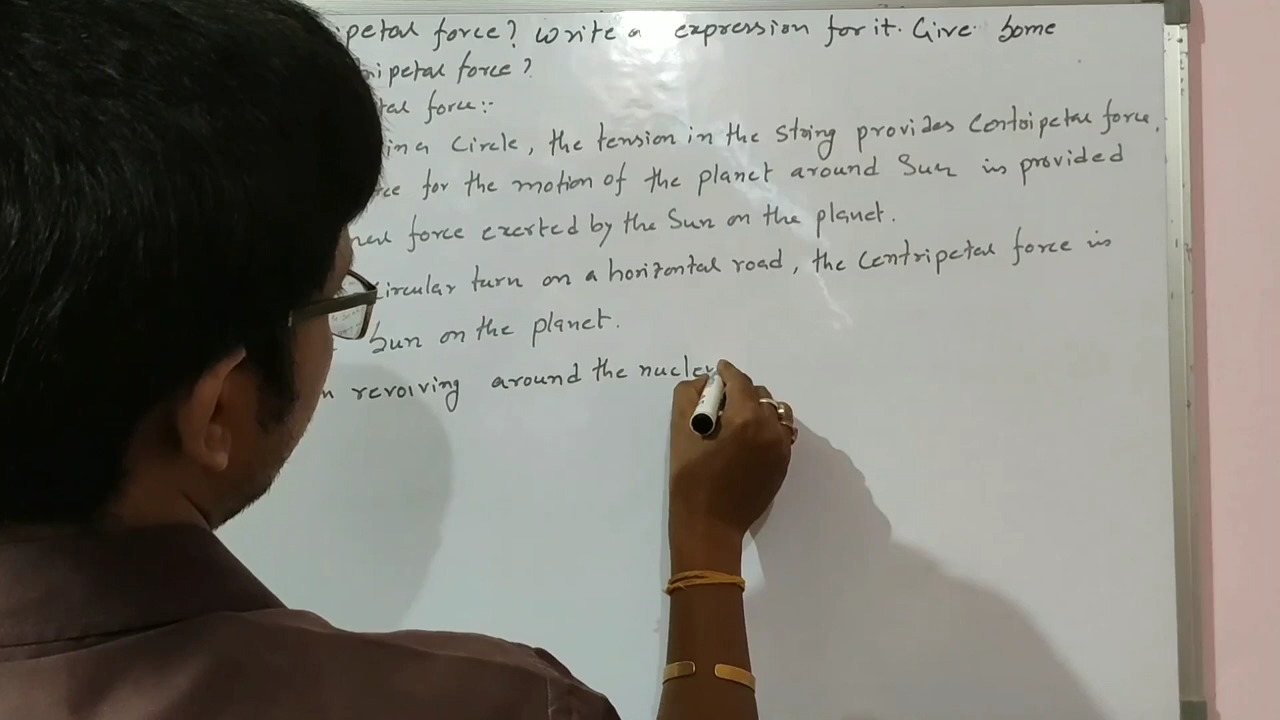 petal force? Write a expression for it. Give some
ipetal force?
tal force:-
in a Circle, the tension in the string provides Centripetal force.
ce for the motion of the planet around Sun is provided
force exerted by the Sun on the planet.
ircular turn on a horizontal road, the Centripetal force is
Sun on the planet.
n revolving around the nucleu